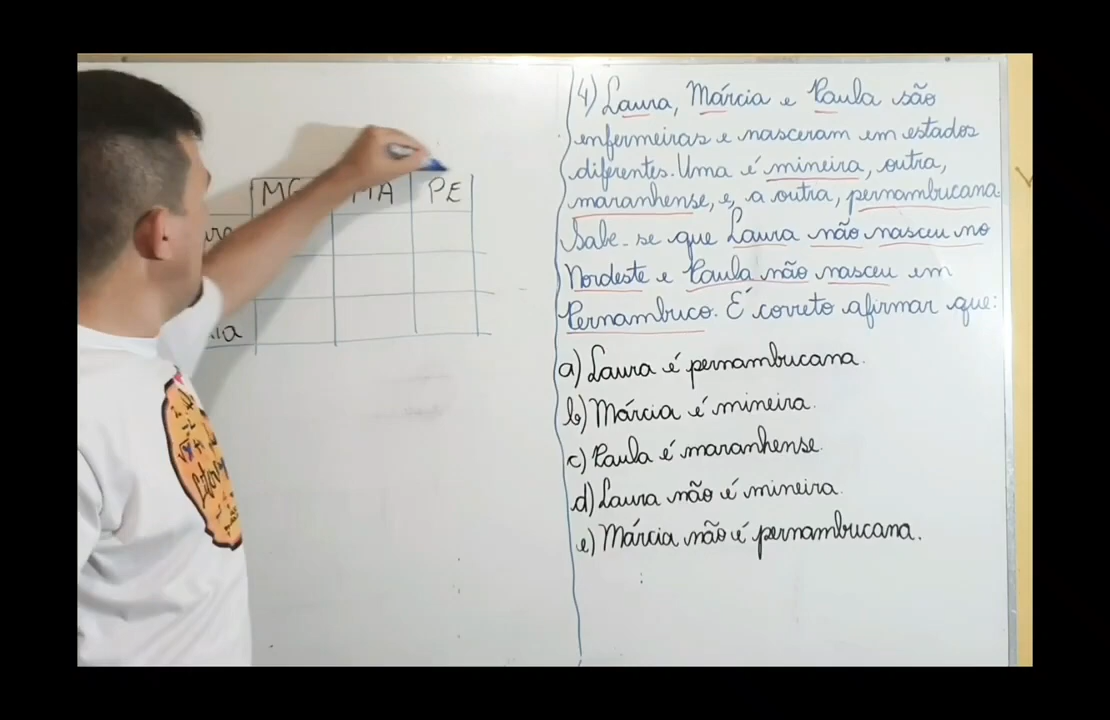 4) Laura, Márcia e Paula são
enfermeiras e nasceram em estados
diferentes. Uma é mineira, outra,
maranhense, e, a outra, pernambucana.
Sabe-se que Laura não nasceu no
Nordeste e Paula não nasceu em
Pernambuco. É correto afirmar que:
a) Laura é pernambucana.
b) Márcia é mineira.
c) Paula é maranhense.
d) Laura não é mineira.
e) Márcia não é pernambucana.
MA PE